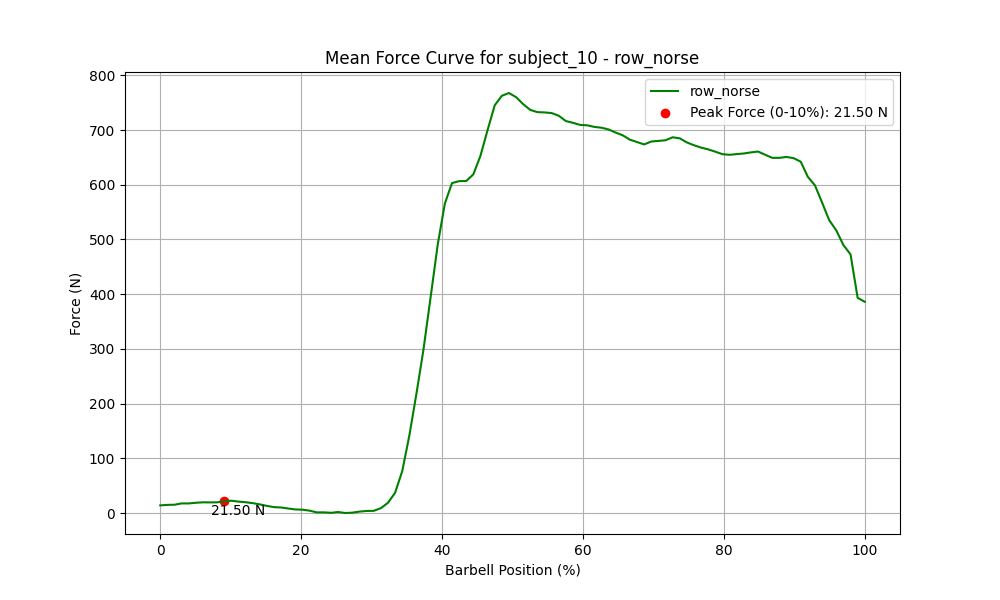 Mean Force Curve for subject_10 - row_norse
row_norse
Peak Force (0-10%): 21.50 N
800
700
600
500
400
300
200
100
0
Force (N)
21.50 N
0 20 40 60 80 100
Barbell Position (%)